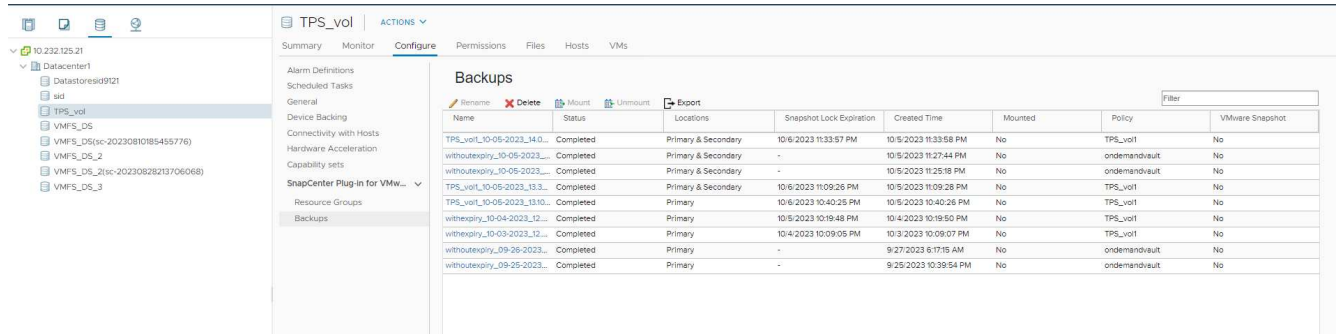 TPS_vol ACTIONS
Summary Monitor Configure Permissions Files Hosts VMs
10.232.125.21
Datacenter1
Datastoresid9121
sid
TPS_vol
VMFS_DS
VMFS_DS(sc-20230810185455776)
VMFS_DS_2
VMFS_DS_2(sc-20230828213706068)
VMFS_DS_3
Alarm Definitions
Scheduled Tasks
General
Device Backing
Connectivity with Hosts
Hardware Acceleration
Capability sets
SnapCenter Plug-in for VMw...
Resource Groups
Backups
Backups
Rename Delete Mount Unmount Export Filter
Name Status Locations Snapshot Lock Expiration Created Time Mounted Policy VMware Snapshot
TPS_vol1_10-05-2023_14.0... Completed Primary & Secondary 10/6/2023 11:33:57 PM 10/5/2023 11:33:58 PM No TPS_vol1 No
withoutexpiry_10-05-2023_... Completed Primary & Secondary - 10/5/2023 11:27:44 PM No ondemandvault No
withoutexpiry_10-05-2023_... Completed Primary & Secondary - 10/5/2023 11:25:18 PM No ondemandvault No
TPS_vol1_10-05-2023_13.3... Completed Primary & Secondary 10/6/2023 11:09:26 PM 10/5/2023 11:09:28 PM No TPS_vol1 No
TPS_vol1_10-05-2023_13.10... Completed Primary 10/6/2023 10:40:25 PM 10/5/2023 10:40:26 PM No TPS_vol1 No
withexpiry_10-04-2023_12.... Completed Primary 10/5/2023 10:19:48 PM 10/4/2023 10:19:50 PM No TPS_vol1 No
withexpiry_10-03-2023_12.... Completed Primary 10/4/2023 10:09:05 PM 10/3/2023 10:09:07 PM No TPS_vol1 No
withoutexpiry_09-26-2023... Completed Primary - 9/27/2023 6:17:15 AM No ondemandvault No
withoutexpiry_09-25-2023... Completed Primary - 9/25/2023 10:39:54 PM No ondemandvault No